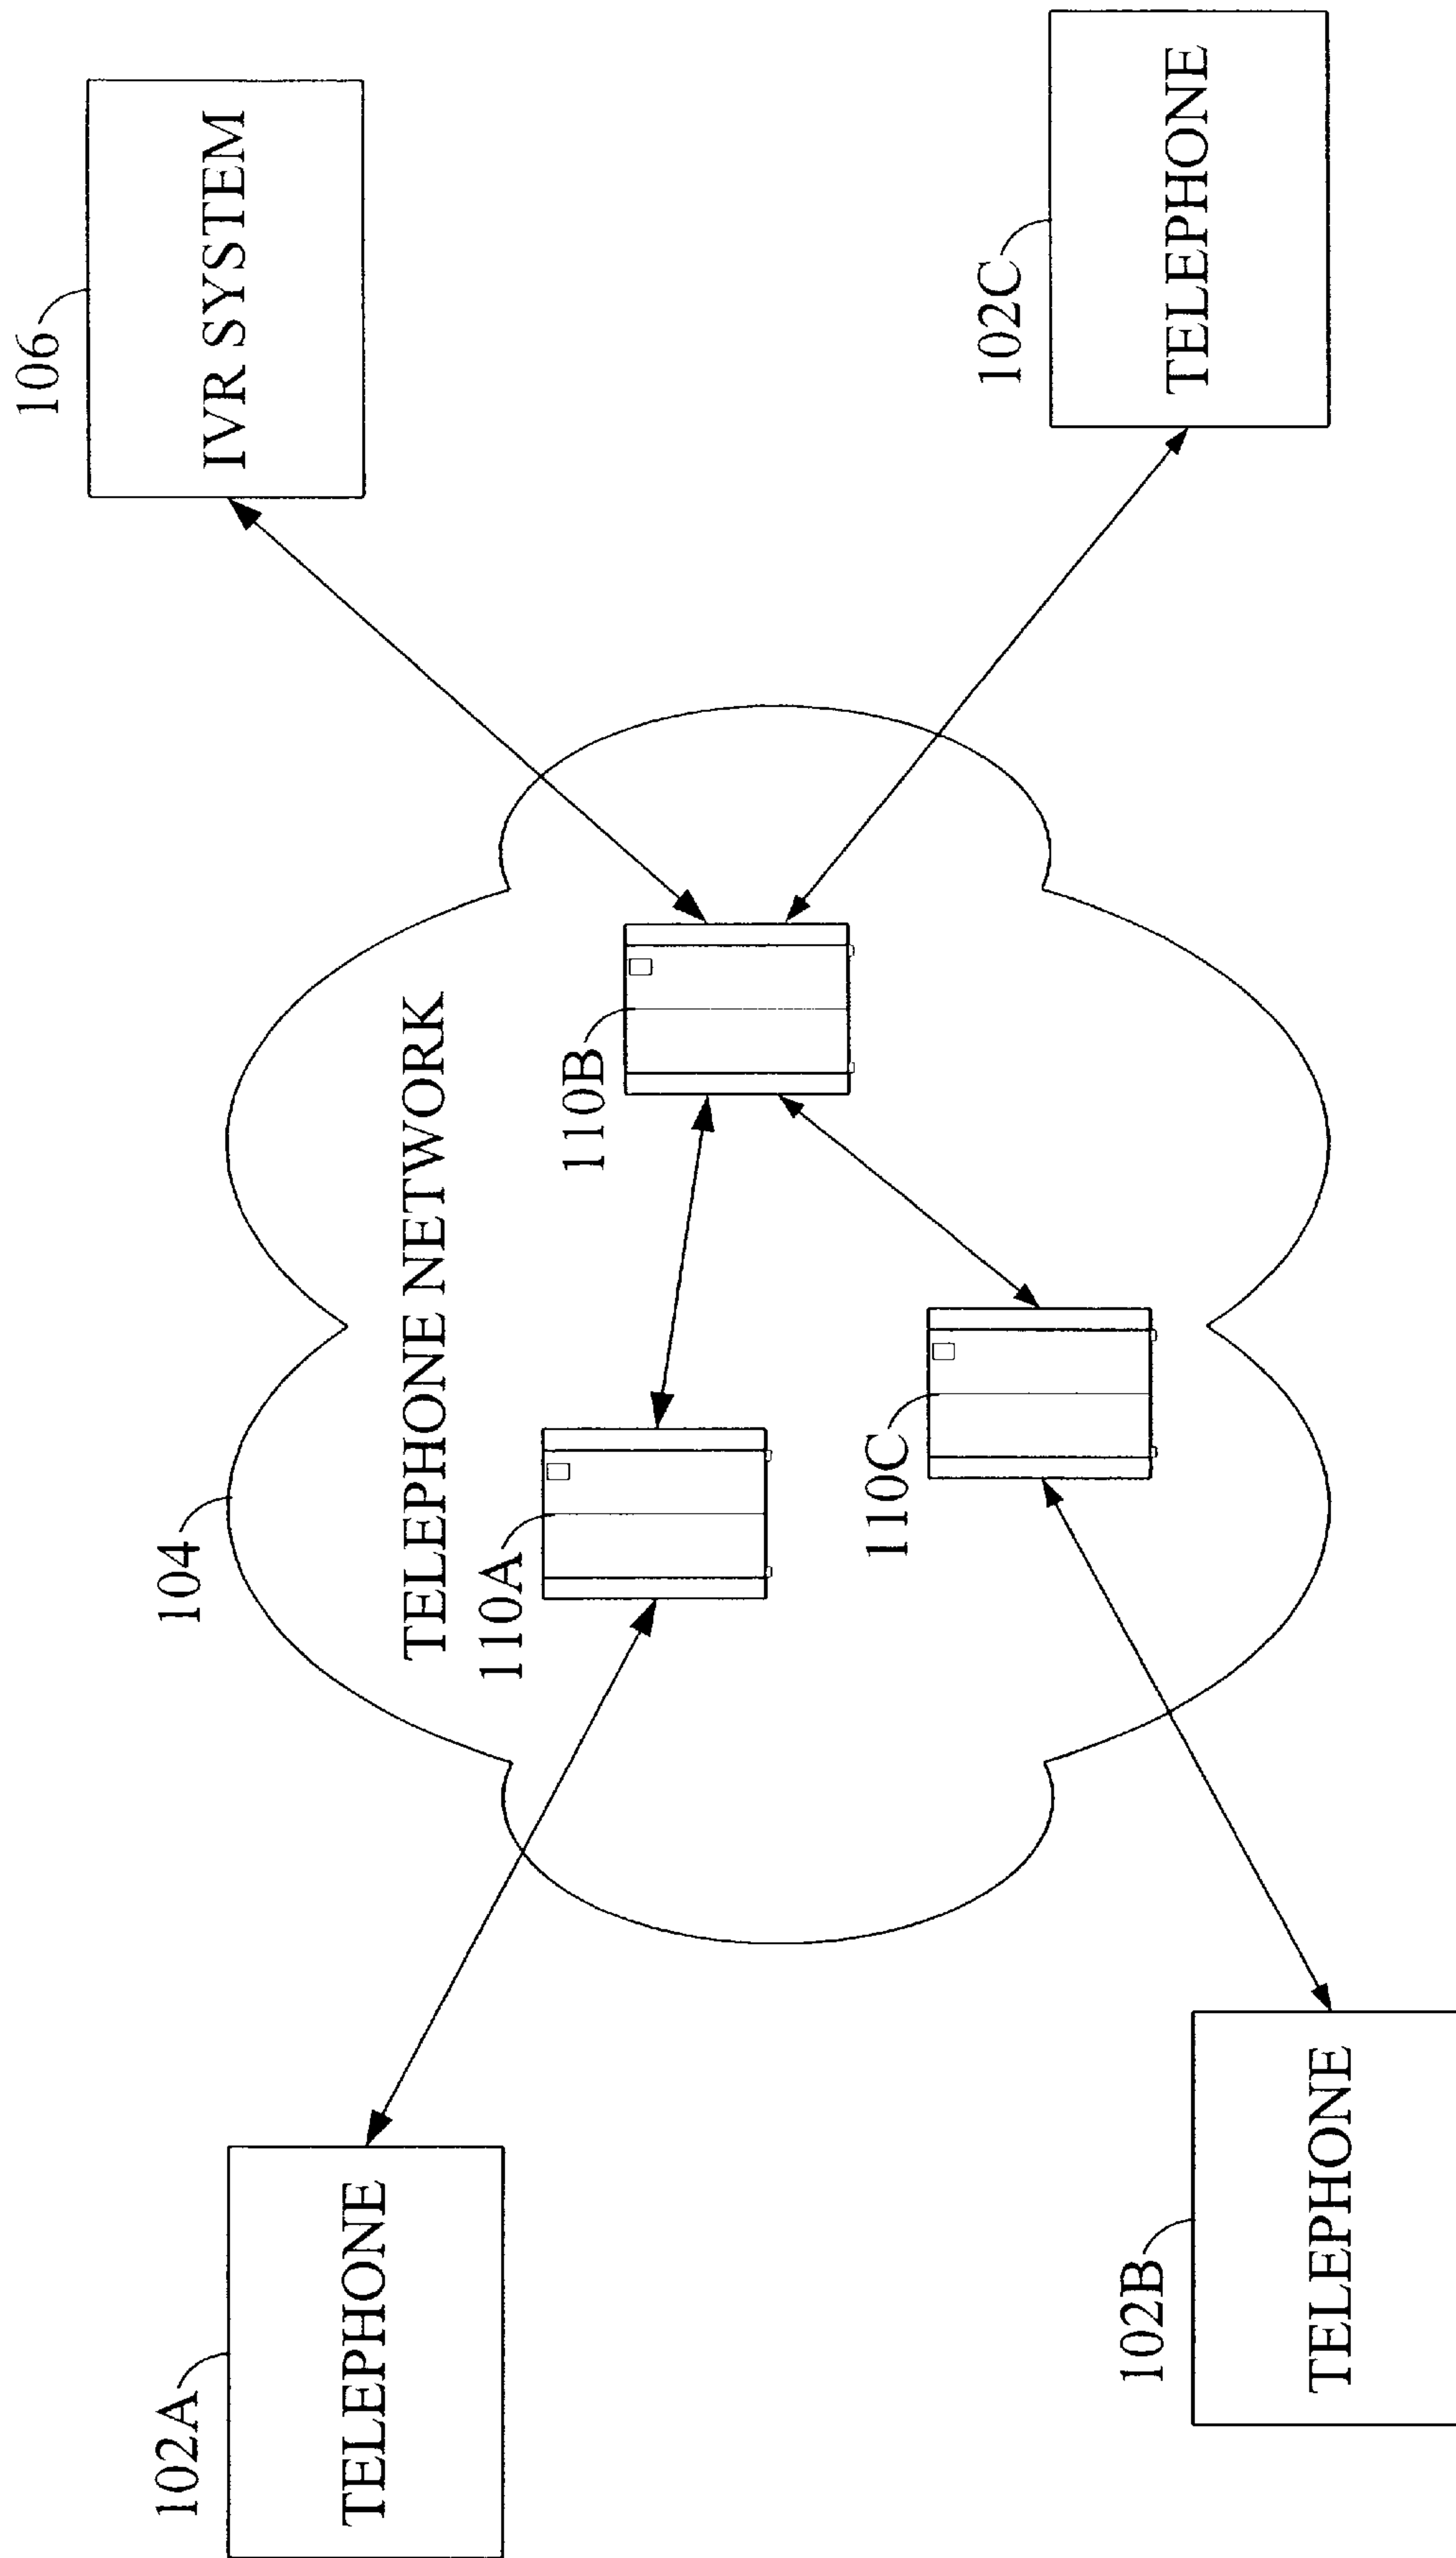 106
IVR SYSTEM
104
TELEPHONE NETWORK
102A
TELEPHONE
110A
110B
110C
102C
TELEPHONE
102B
TELEPHONE